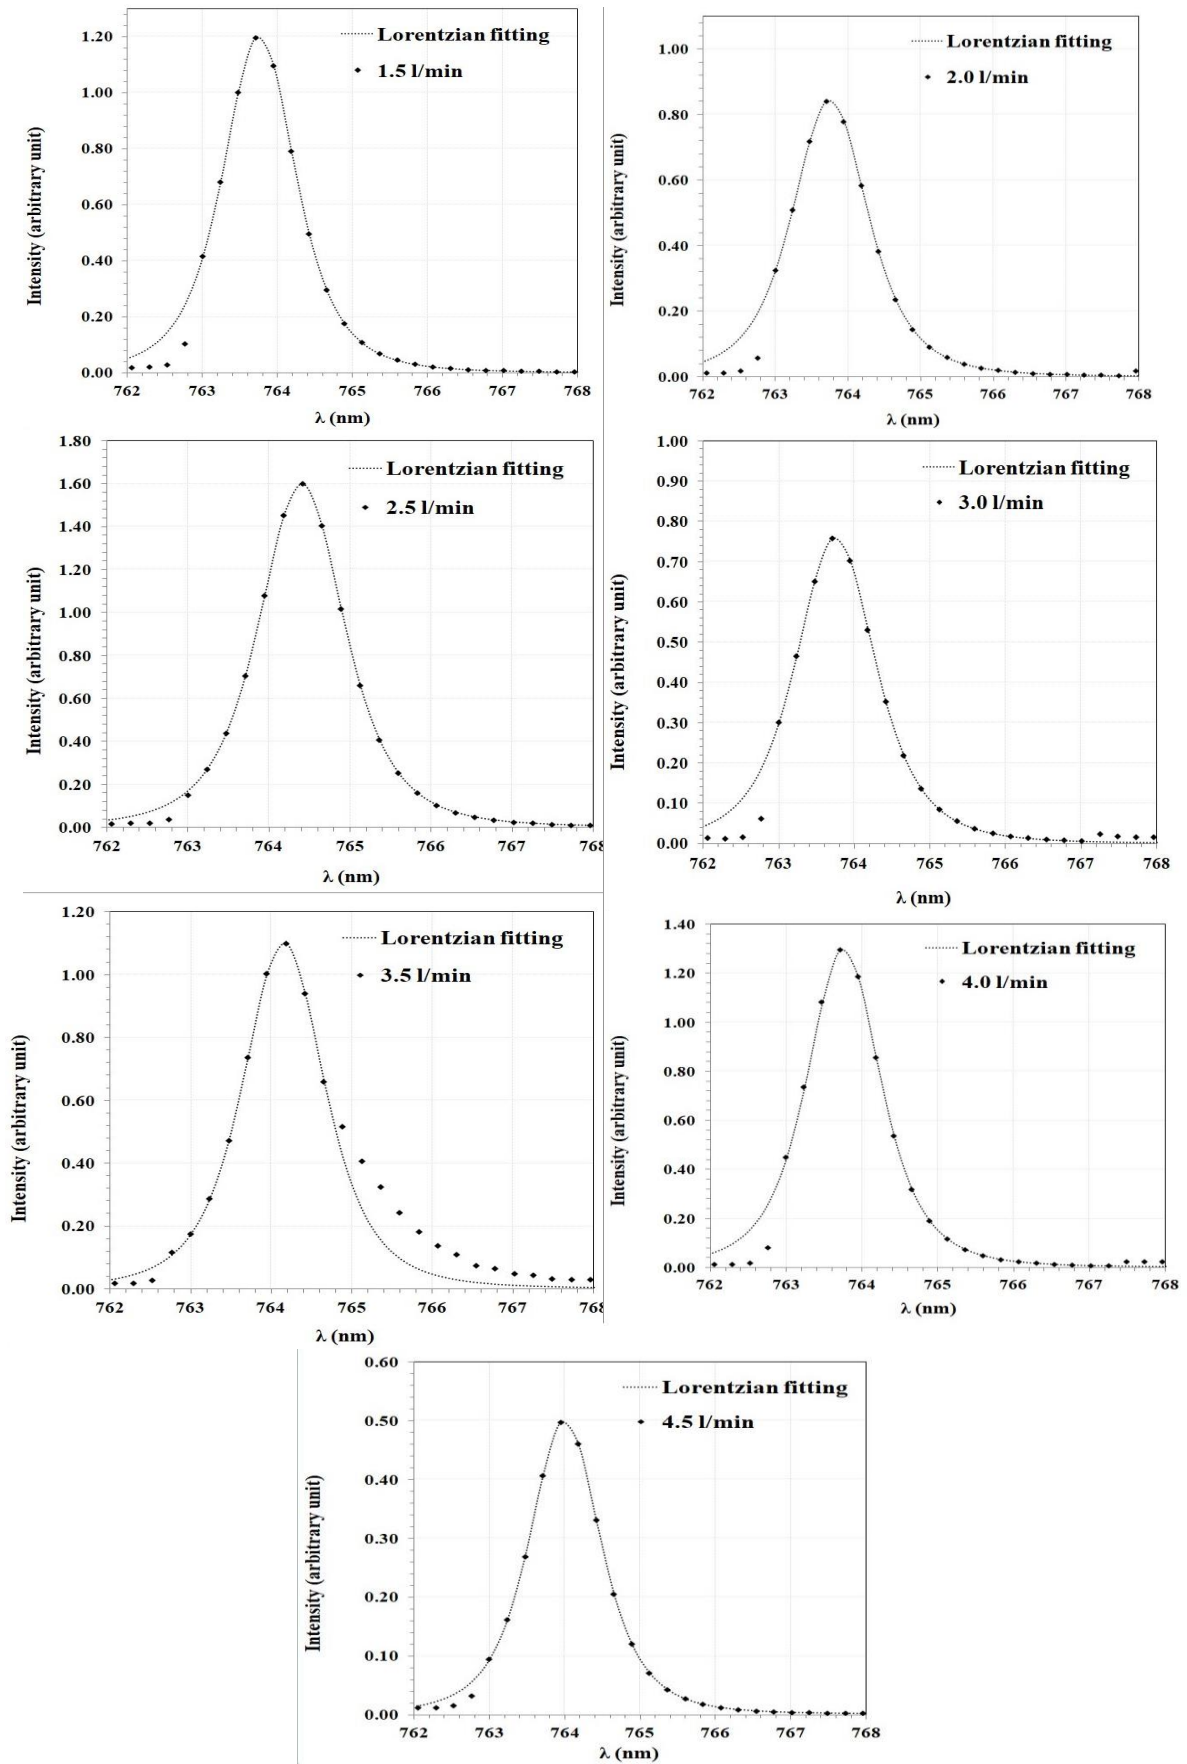 Lorentzian fitting
1.5 l/min
Intensity (arbitrary unit)
1.20
1.00
0.80
0.60
0.40
0.20
0.00
762 763 764 765 766 767 768
λ (nm)
Lorentzian fitting
2.0 l/min
Intensity (arbitrary unit)
1.00
0.80
0.60
0.40
0.20
0.00
762 763 764 765 766 767 768
λ (nm)
Lorentzian fitting
2.5 l/min
Intensity (arbitrary unit)
1.80
1.60
1.40
1.20
1.00
0.80
0.60
0.40
0.20
0.00
762 763 764 765 766 767 768
λ (nm)
Lorentzian fitting
3.0 l/min
Intensity (arbitrary unit)
1.00
0.90
0.80
0.70
0.60
0.50
0.40
0.30
0.20
0.10
0.00
762 763 764 765 766 767 768
λ (nm)
Lorentzian fitting
3.5 l/min
Intensity (arbitrary unit)
1.20
1.00
0.80
0.60
0.40
0.20
0.00
762 763 764 765 766 767 768
λ (nm)
Lorentzian fitting
4.0 l/min
Intensity (arbitrary unit)
1.40
1.20
1.00
0.80
0.60
0.40
0.20
0.00
762 763 764 765 766 767 768
λ (nm)
Lorentzian fitting
4.5 l/min
Intensity (arbitrary unit)
0.60
0.50
0.40
0.30
0.20
0.10
0.00
762 763 764 765 766 767 768
λ (nm)